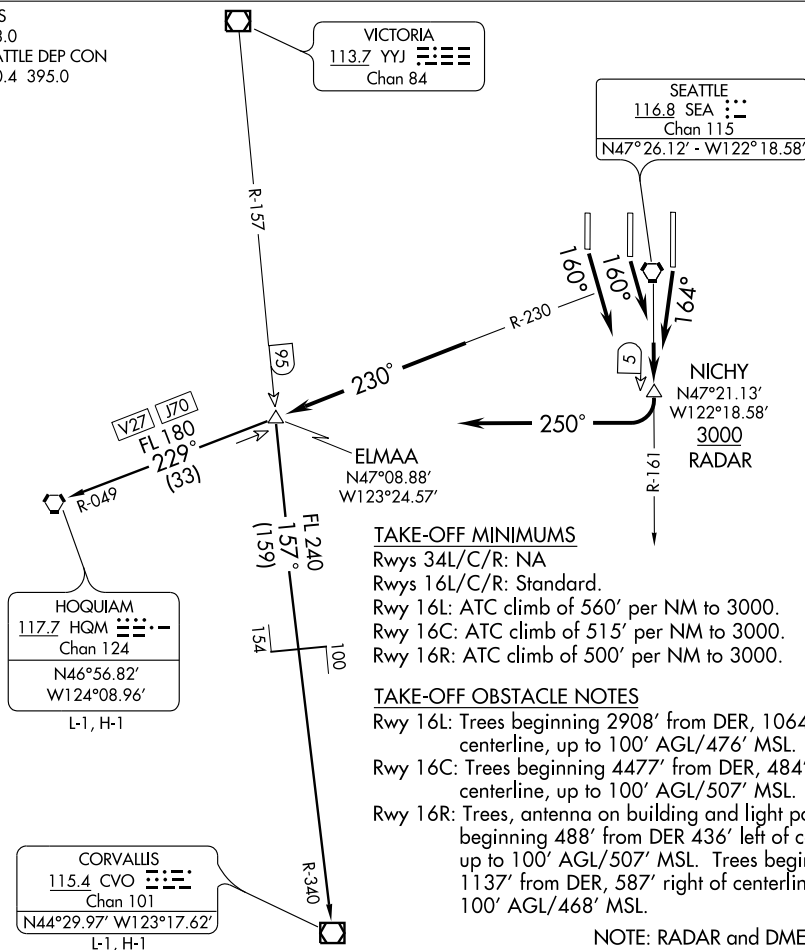 VICTORIA
113.7 YYJ
Chan 84
395.0
SEATTLE
116.8 SEA
Chan 115
N47°26.12' - W122°18.58'
R-157
160°
160°
164°
R-230
95
5
230°
NICHY
N47°21.13'
W122°18.58'
3000
RADAR
250°
V27 J70
FL 180
229°
(33)
R-049
ELMAA
N47°08.88'
W123°24.57'
R-161
FL 240
157°
(159)
TAKE-OFF MINIMUMS
Rwys 34L/C/R: NA
Rwys 16L/C/R: Standard.
Rwy 16L: ATC climb of 560' per NM to 3000.
Rwy 16C: ATC climb of 515' per NM to 3000.
Rwy 16R: ATC climb of 500' per NM to 3000.
HOQUIAM
117.7 HQM
Chan 124
N46°56.82'
W124°08.96'
L-1, H-1
154
100
TAKE-OFF OBSTACLE NOTES
Rwy 16L: Trees beginning 2908' from DER, 1064'
centerline, up to 100' AGL/476' MSL.
Rwy 16C: Trees beginning 4477' from DER, 484'
centerline, up to 100' AGL/507' MSL.
Rwy 16R: Trees, antenna on building and light
beginning 488' from DER 436' left of
up to 100' AGL/507' MSL. Trees
1137' from DER, 587' right of
100' AGL/468' MSL.
CORVALLIS
115.4 CVO
Chan 101
N44°29.97' W123°17.62'
L-1, H-1
R-340
NOTE: RADAR and DME
DEP CON